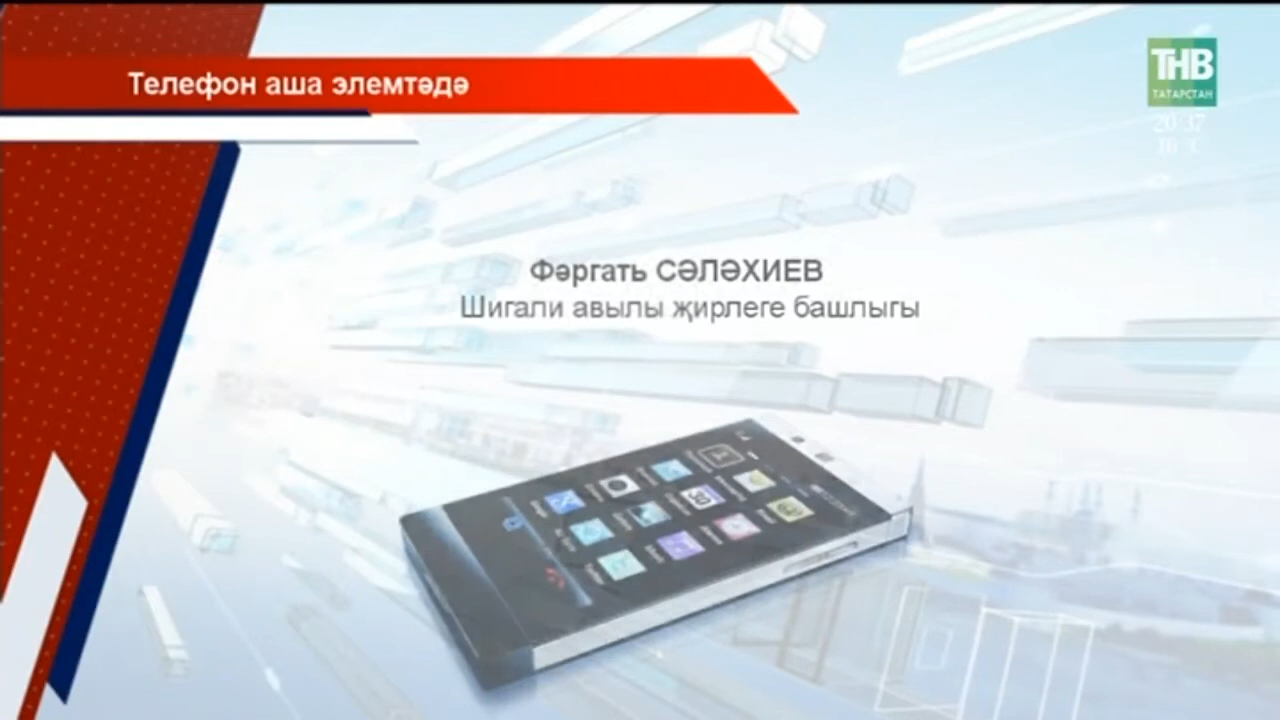 Телефон аша элемтәдә
ТНВ
ТАТАРСТАН
20:37
Фәргать СӘЛӘХИЕВ
Шигали авылы җирлеге башлыгы